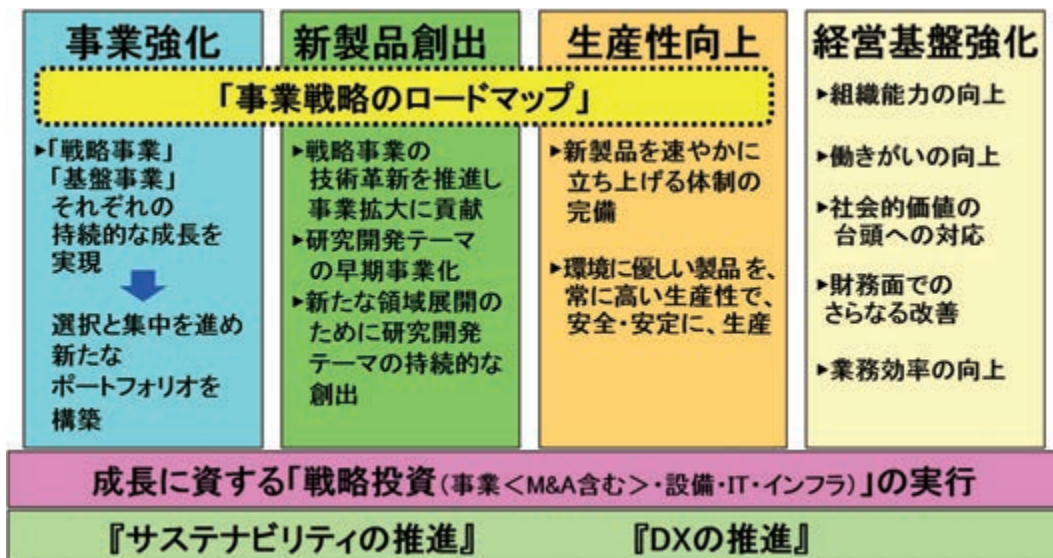 事業強化
新製品創出
生産性向上
経営基盤強化
「事業戦略のロードマップ」
▸「戦略事業」
「基盤事業」
それぞれの
持続的な成長を
実現
選択と集中を進め
新たな
ポートフォリオを
構築
▸戦略事業の
技術革新を推進し
事業拡大に貢献
▸研究開発テーマ
の早期事業化
▸新たな領域展開の
ために研究開発
テーマの持続的な
創出
▸新製品を速やかに
立ち上げる体制の
完備
▸環境に優しい製品を、
常に高い生産性で、
安全・安定に、生産
▸組織能力の向上
▸働きがいの向上
▸社会的価値の
台頭への対応
▸財務面での
さらなる改善
▸業務効率の向上
成長に資する「戦略投資(事業<M&A含む>・設備・IT・インフラ)」の実行
『サステナビリティの推進』 『DXの推進』